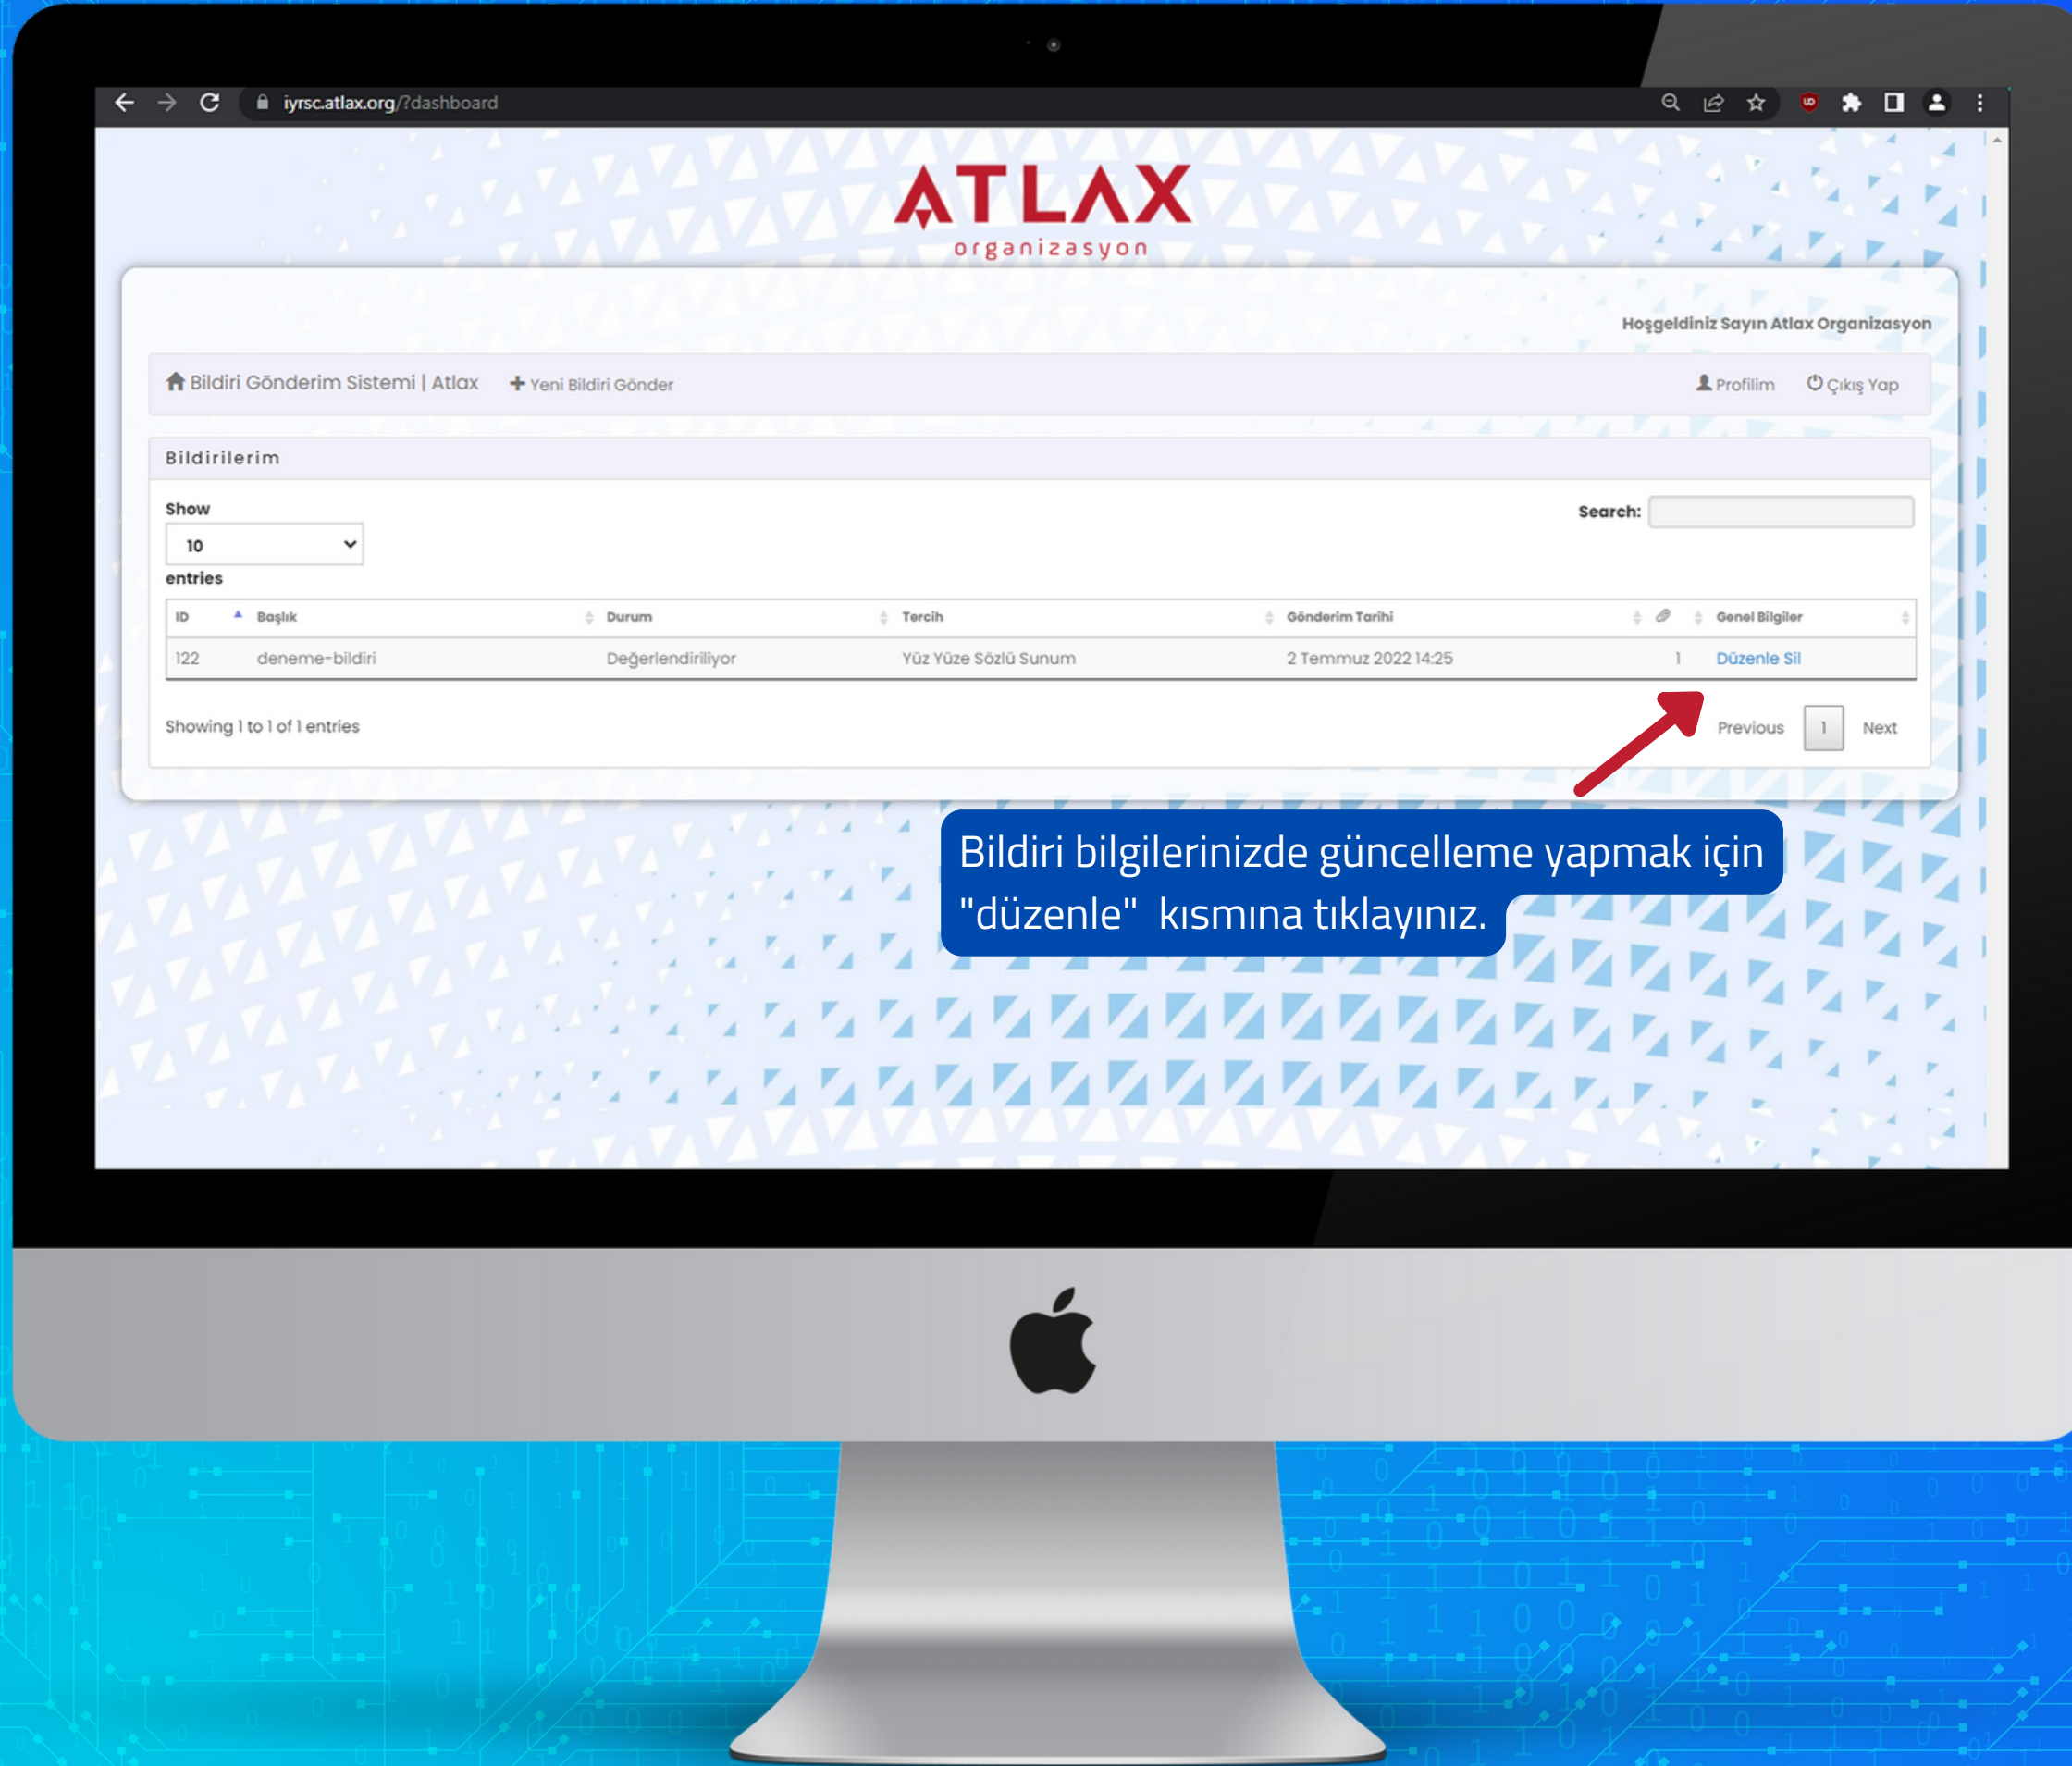 iyrsc.atlax.org/?dashboard
ATLAX
organizasyon
Hoşgeldiniz Sayın Atlax Organizasyon
Bildiri Gönderim Sistemi | Atlax + Yeni Bildiri Gönder Profilim Çıkış Yap
Bildirilerim
Show
Search:
10
entries
ID Başlık Durum Tercih Gönderim Tarihi Genel Bilgiler
122 deneme-bildiri Değerlendiriliyor Yüz Yüze Sözlü Sunum 2 Temmuz 2022 14:25 1 Düzenle Sil
Showing 1 to 1 of 1 entries Previous 1 Next
Bildiri bilgilerinizde güncelleme yapmak için
"düzenle" kısmına tıklayınız.